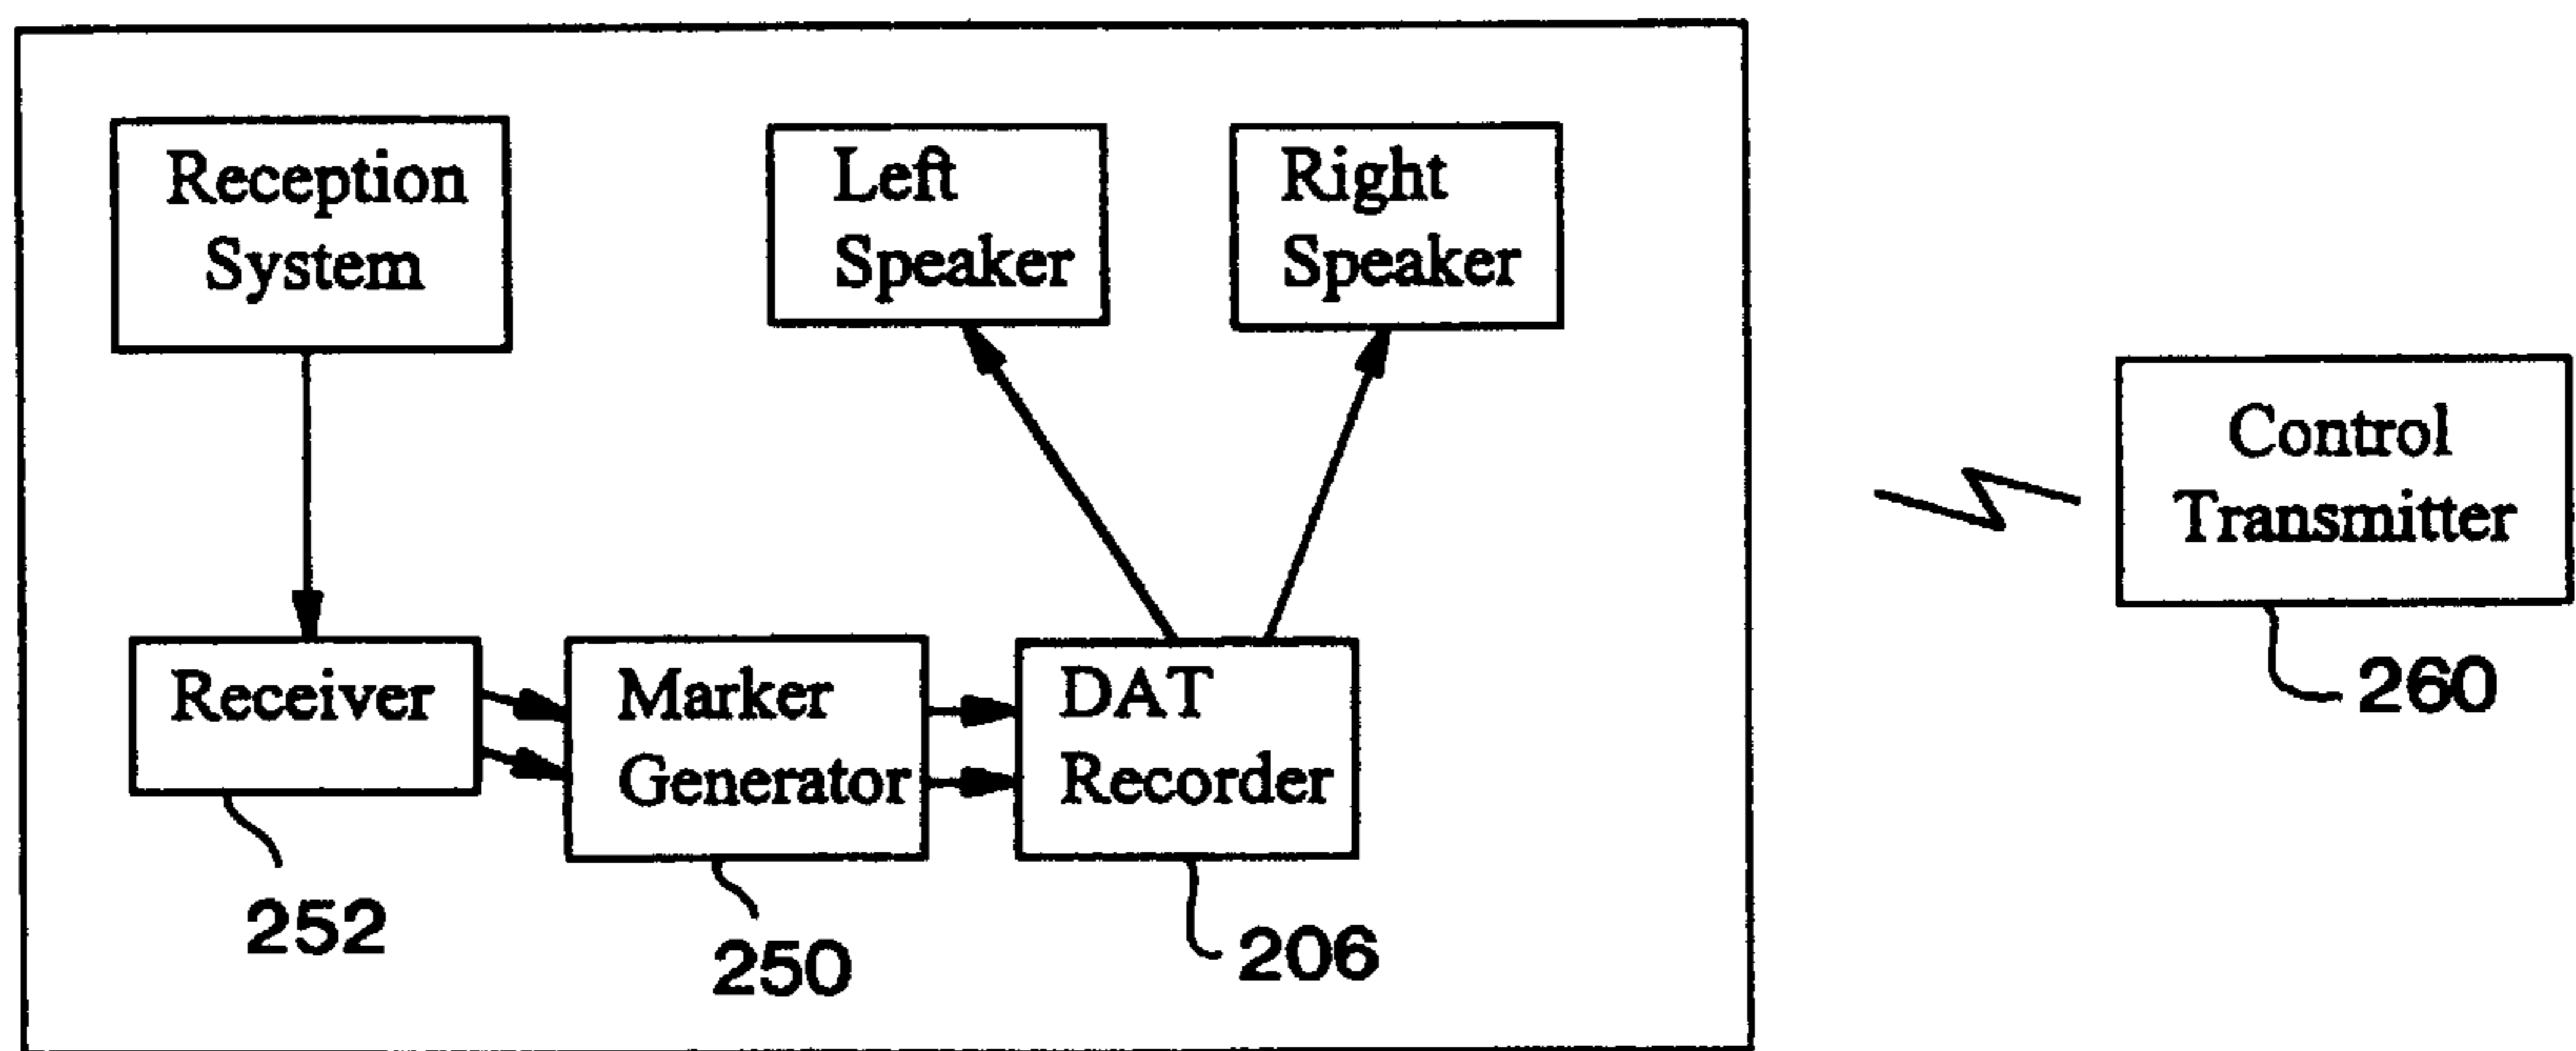 Reception
System
Left
Speaker
Right
Speaker
Control
Transmitter
260
Receiver
252
Marker
Generator
250
DAT
Recorder
206